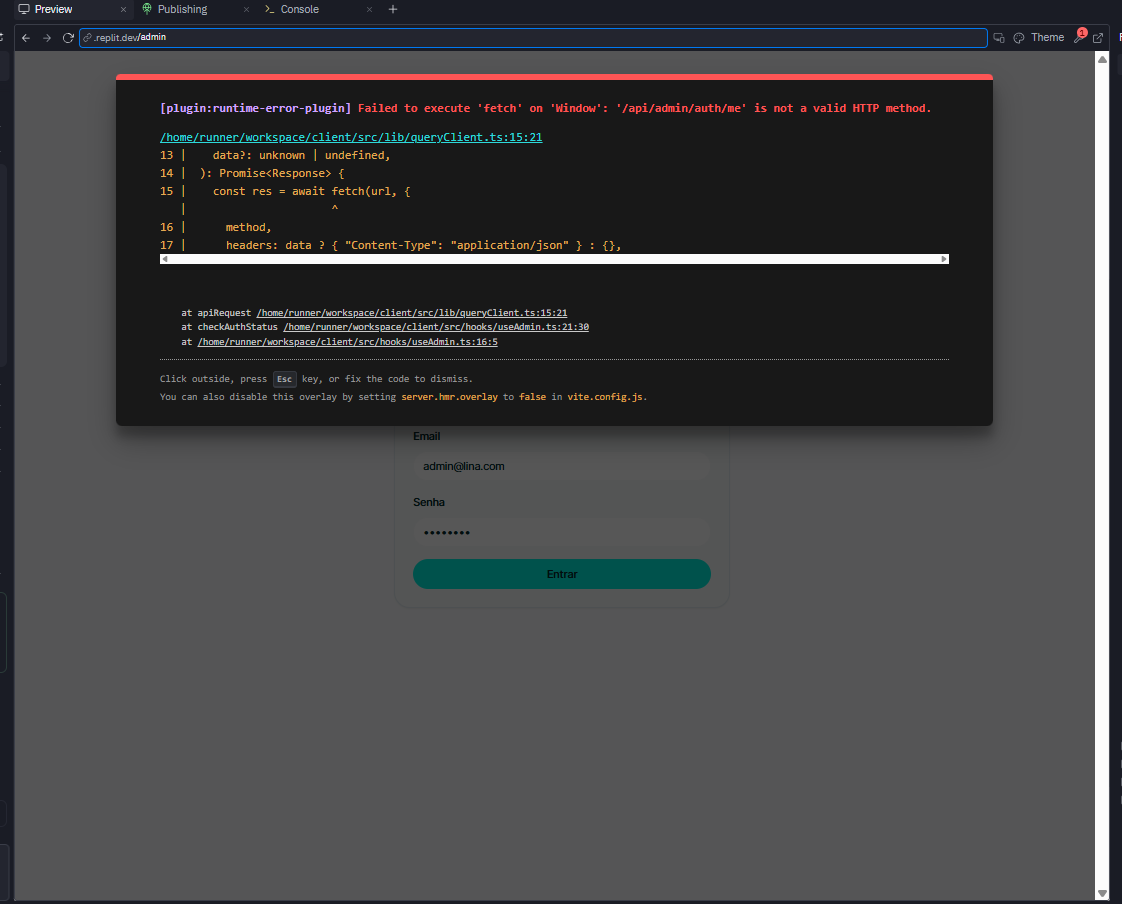 Preview
Publishing
>_ Console
.replit.dev/admin
Theme
1
[plugin:runtime-error-plugin] Failed to execute 'fetch' on 'Window': '/api/admin/auth/me' is not a valid HTTP method.
/home/runner/workspace/client/src/lib/queryClient.ts:15:21
13 | data?: unknown | undefined,
14 | ): Promise<Response> {
15 | const res = await fetch(url, {
| ^
16 | method,
17 | headers: data ? { "Content-Type": "application/json" } : {},
at apiRequest /home/runner/workspace/client/src/lib/queryClient.ts:15:21
at checkAuthStatus /home/runner/workspace/client/src/hooks/useAdmin.ts:21:30
at /home/runner/workspace/client/src/hooks/useAdmin.ts:16:5
Click outside, press Esc key, or fix the code to dismiss.
You can also disable this overlay by setting server.hmr.overlay to false in vite.config.js.
Email
admin@lina.com
Senha
••••••••
Entrar